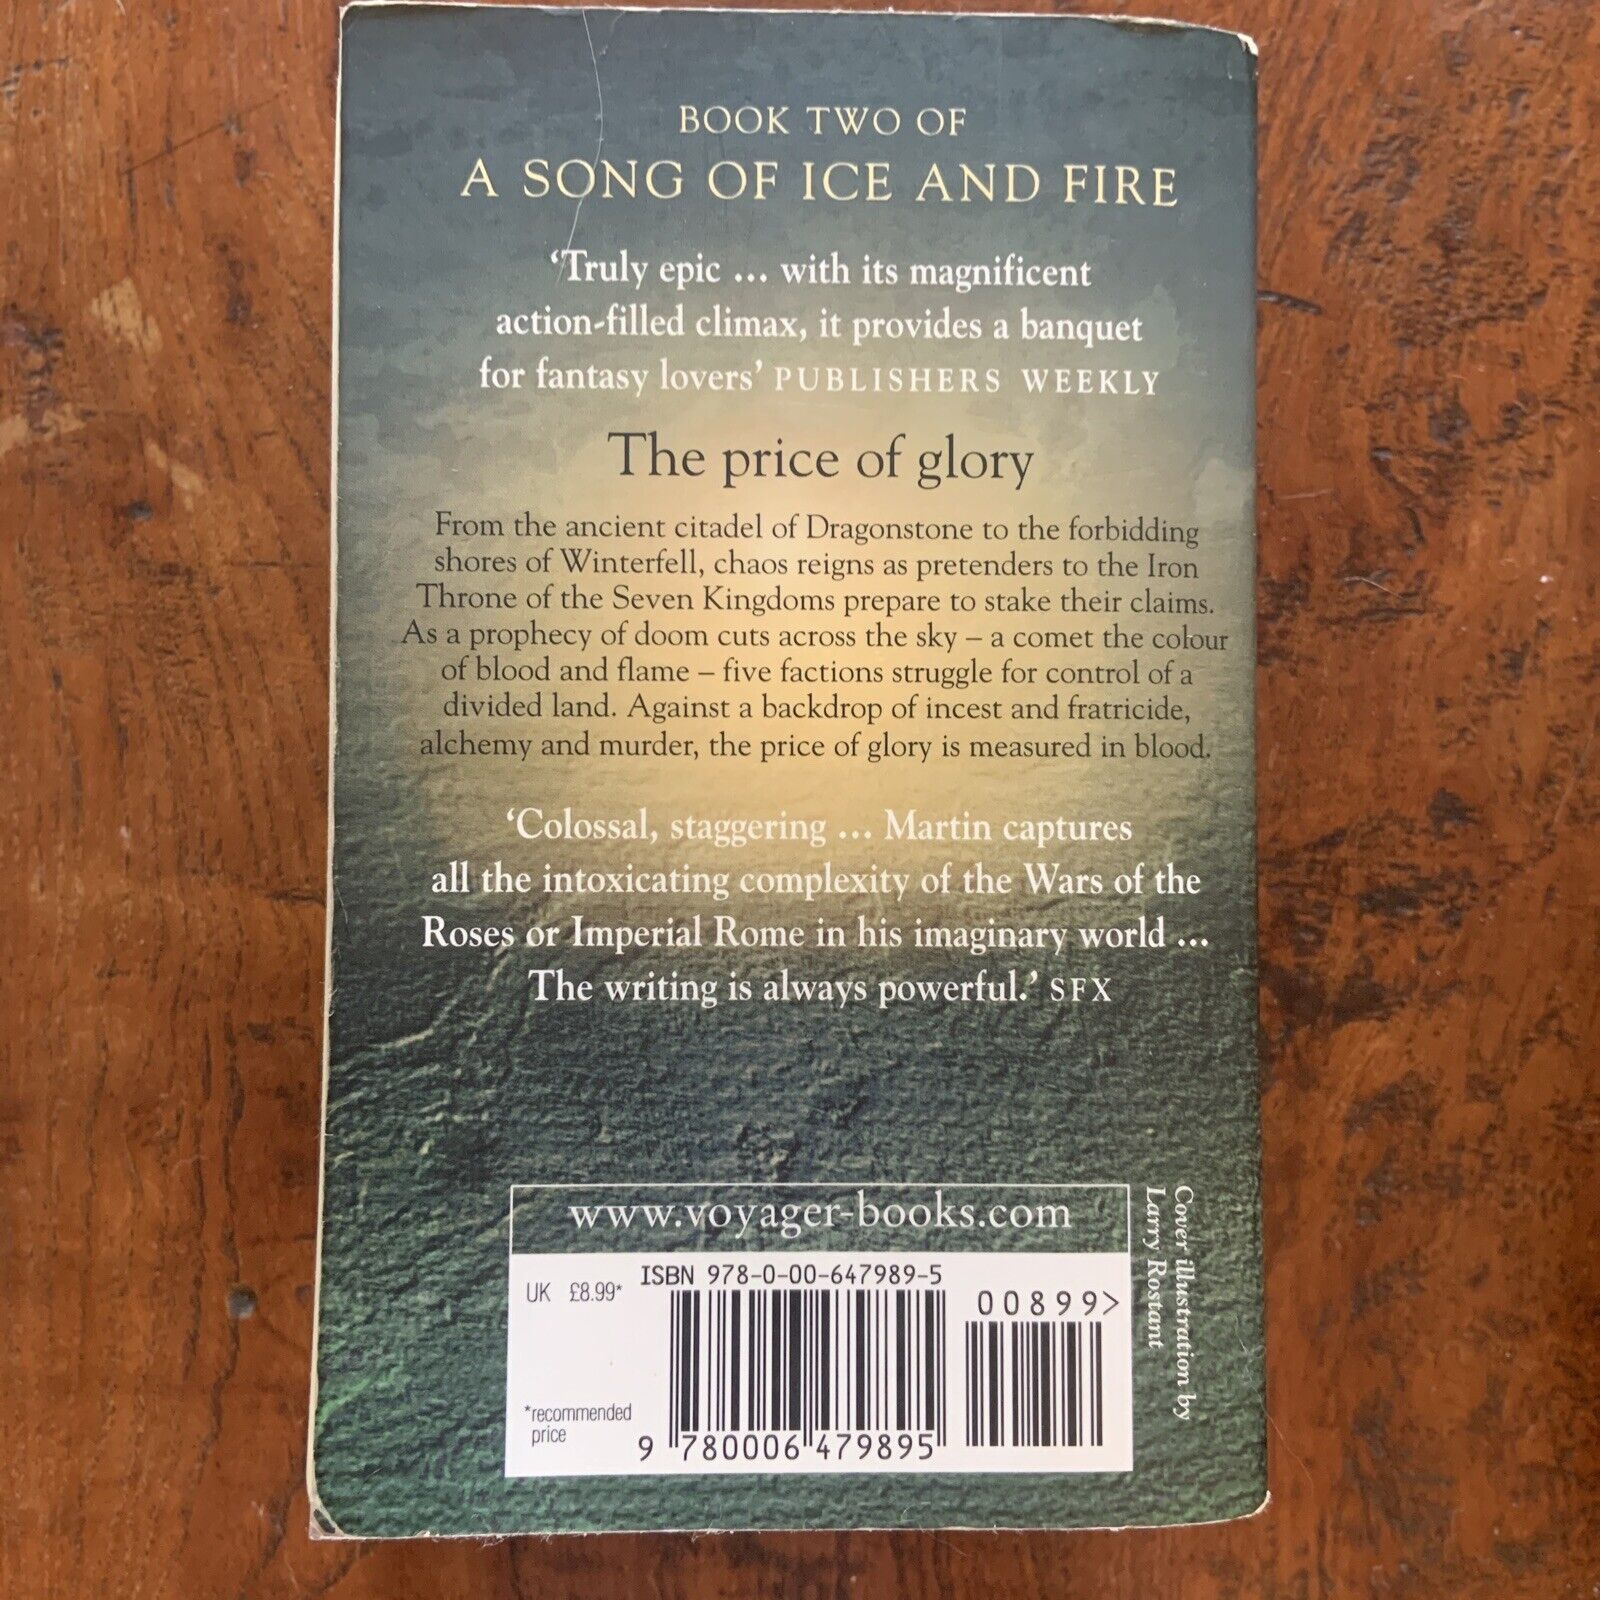 BOOK TWO OF
A SONG OF ICE AND FIRE
‘Truly epic ... with its magnificent
action-filled climax, it provides a banquet
for fantasy lovers’ PUBLISHERS WEEKLY
The price of glory
From the ancient citadel of Dragonstone to the forbidding
shores of Winterfell, chaos reigns as pretenders to the Iron
Throne of the Seven Kingdoms prepare to stake their claims.
As a prophecy of doom cuts across the sky – a comet the colour
of blood and flame – five factions struggle for control of a
divided land. Against a backdrop of incest and fratricide,
alchemy and murder, the price of glory is measured in blood.
‘Colossal, staggering ... Martin captures
all the intoxicating complexity of the Wars of the
Roses or Imperial Rome in his imaginary world ...
The writing is always powerful.’ SFX
www.voyager-books.com
ISBN 978-0-00-647989-5
UK £8.99*
00899>
*recommended
price
9 780006 479895
Cover illustration by
Larry Rostant